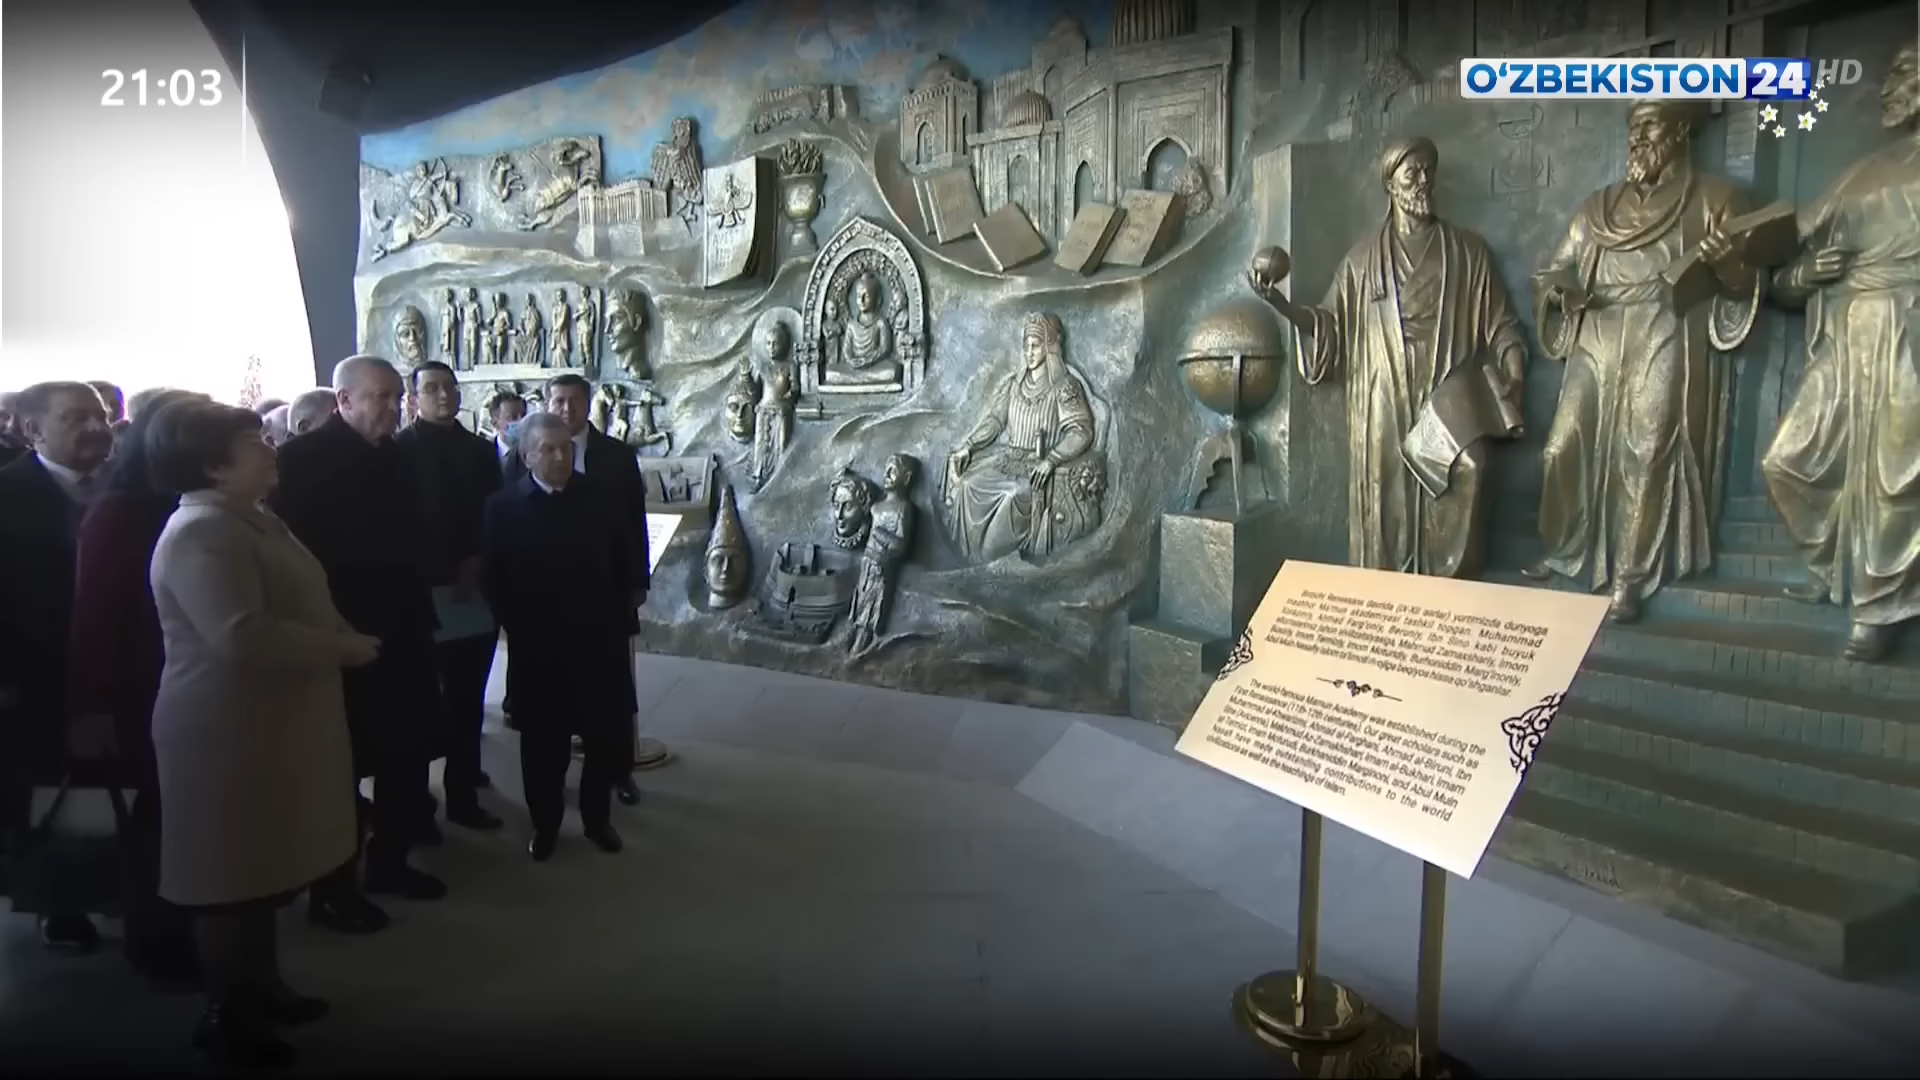 21:03
O‘ZBEKISTON 24 HD
Birinchi Renessans davrida (IX-XII asrlar) yurtimizda dunyoga
mashhur Ma'mun akademiyasi tashkil topgan. Muhammad
Xorazmiy, Ahmad Farg'oniy, Beruniy, Ibn Sino kabi buyuk
allomalarimiz jahon sivilizatsiyasiga, Mahmud Zamaxshariy, Imom
Buxoriy, Imom Termiziy, Imom Moturidiy, Burhoniddin Marg'inoniy,
Abul Muin Nasafiy islom ta'limoti rivojiga beqiyos hissa qo'shganlar.
The world-famous Mamun Academy was established during the
First Renaissance (11th-12th centuries). Our great scholars such as
Muhammad al-Khwarizmi, Ahmad al-Farghani, Ahmad al-Biruni, Ibn
Sina (Avicenna), Makhmud Az-Zamakhshari, Imam al-Bukhari, Imam
at-Termizi, Imam Moturidi, Burkhaniddin Marginoni, and Abul Muin
Nasafi have made outstanding contributions to the world
civilizations as well as the teachings of Islam.